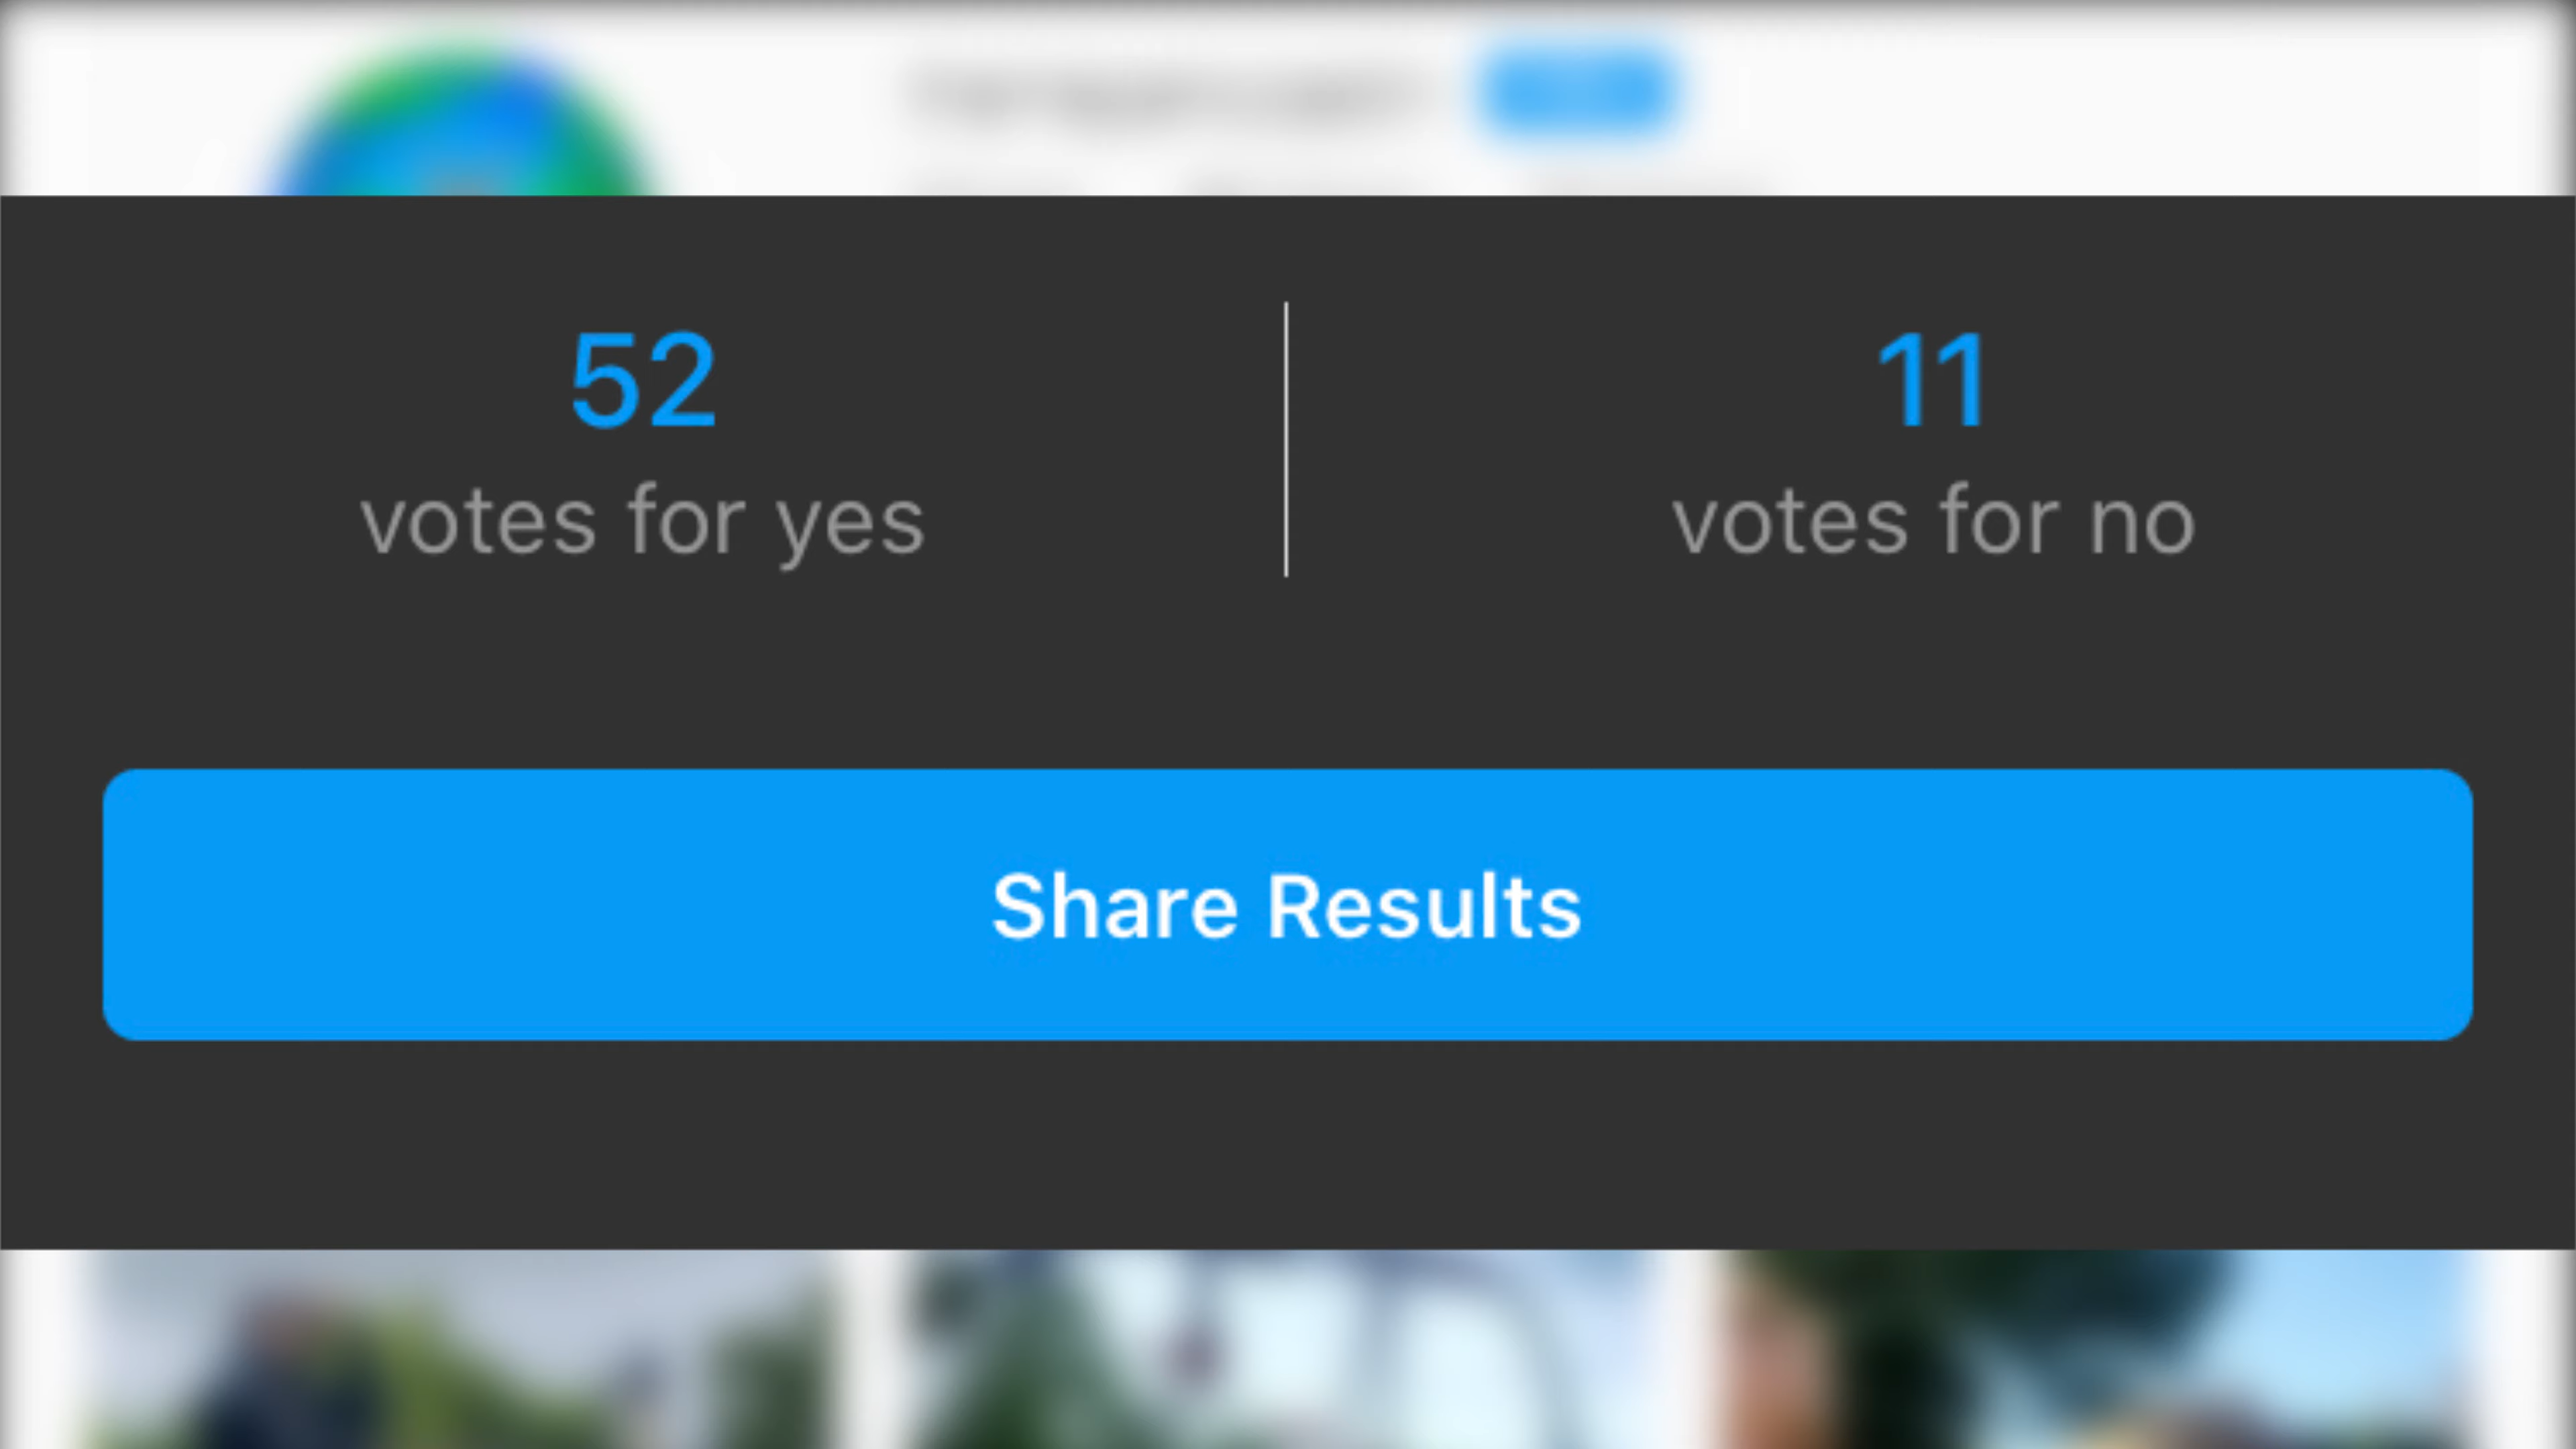 52
votes for yes
11
votes for no
Share Results